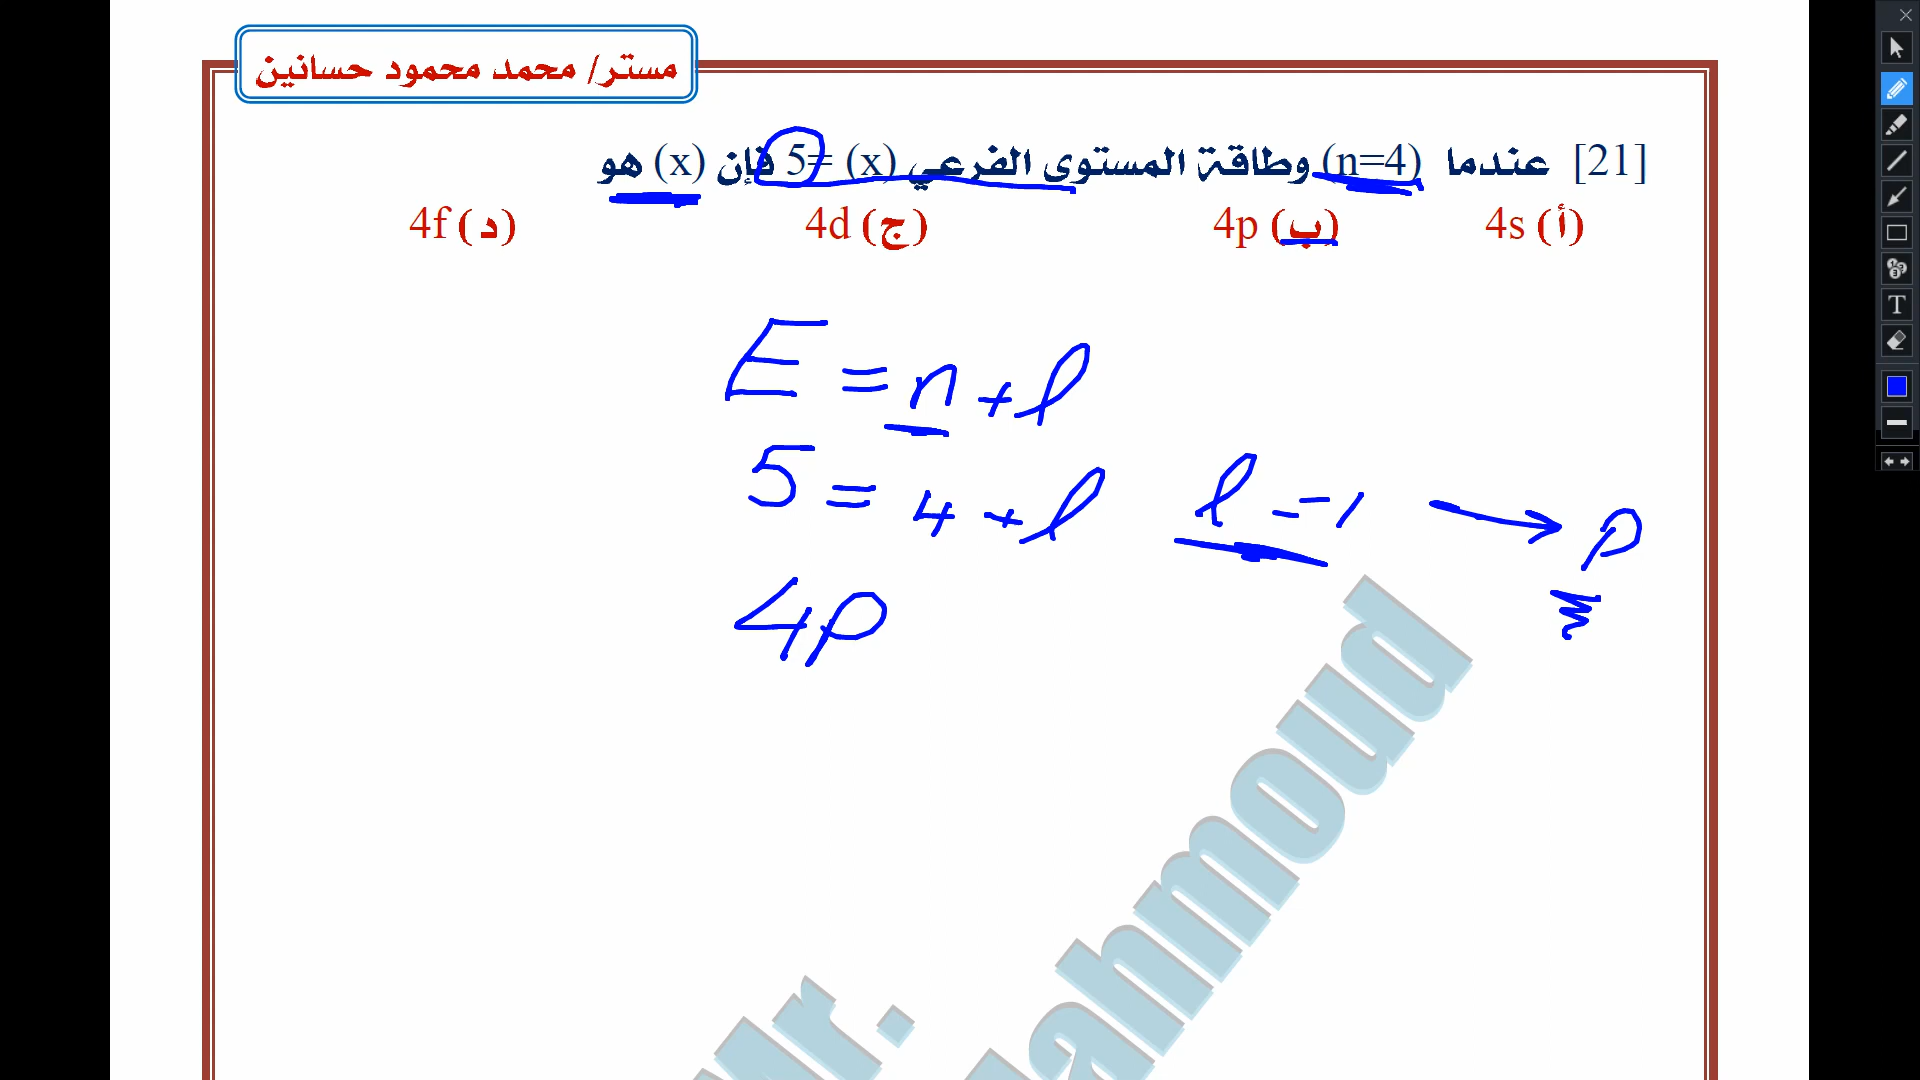 مستر/ محمد محمود حسانين
[21] عندما (n=4) وطاقة المستوى الفرعي (x) =5 فإن (x) هو
(أ) 4s (ب) 4p (ج) 4d (د) 4f
E = n + l
5 = 4 + l l = 1 → p
4p
Mr.
Mahmoud